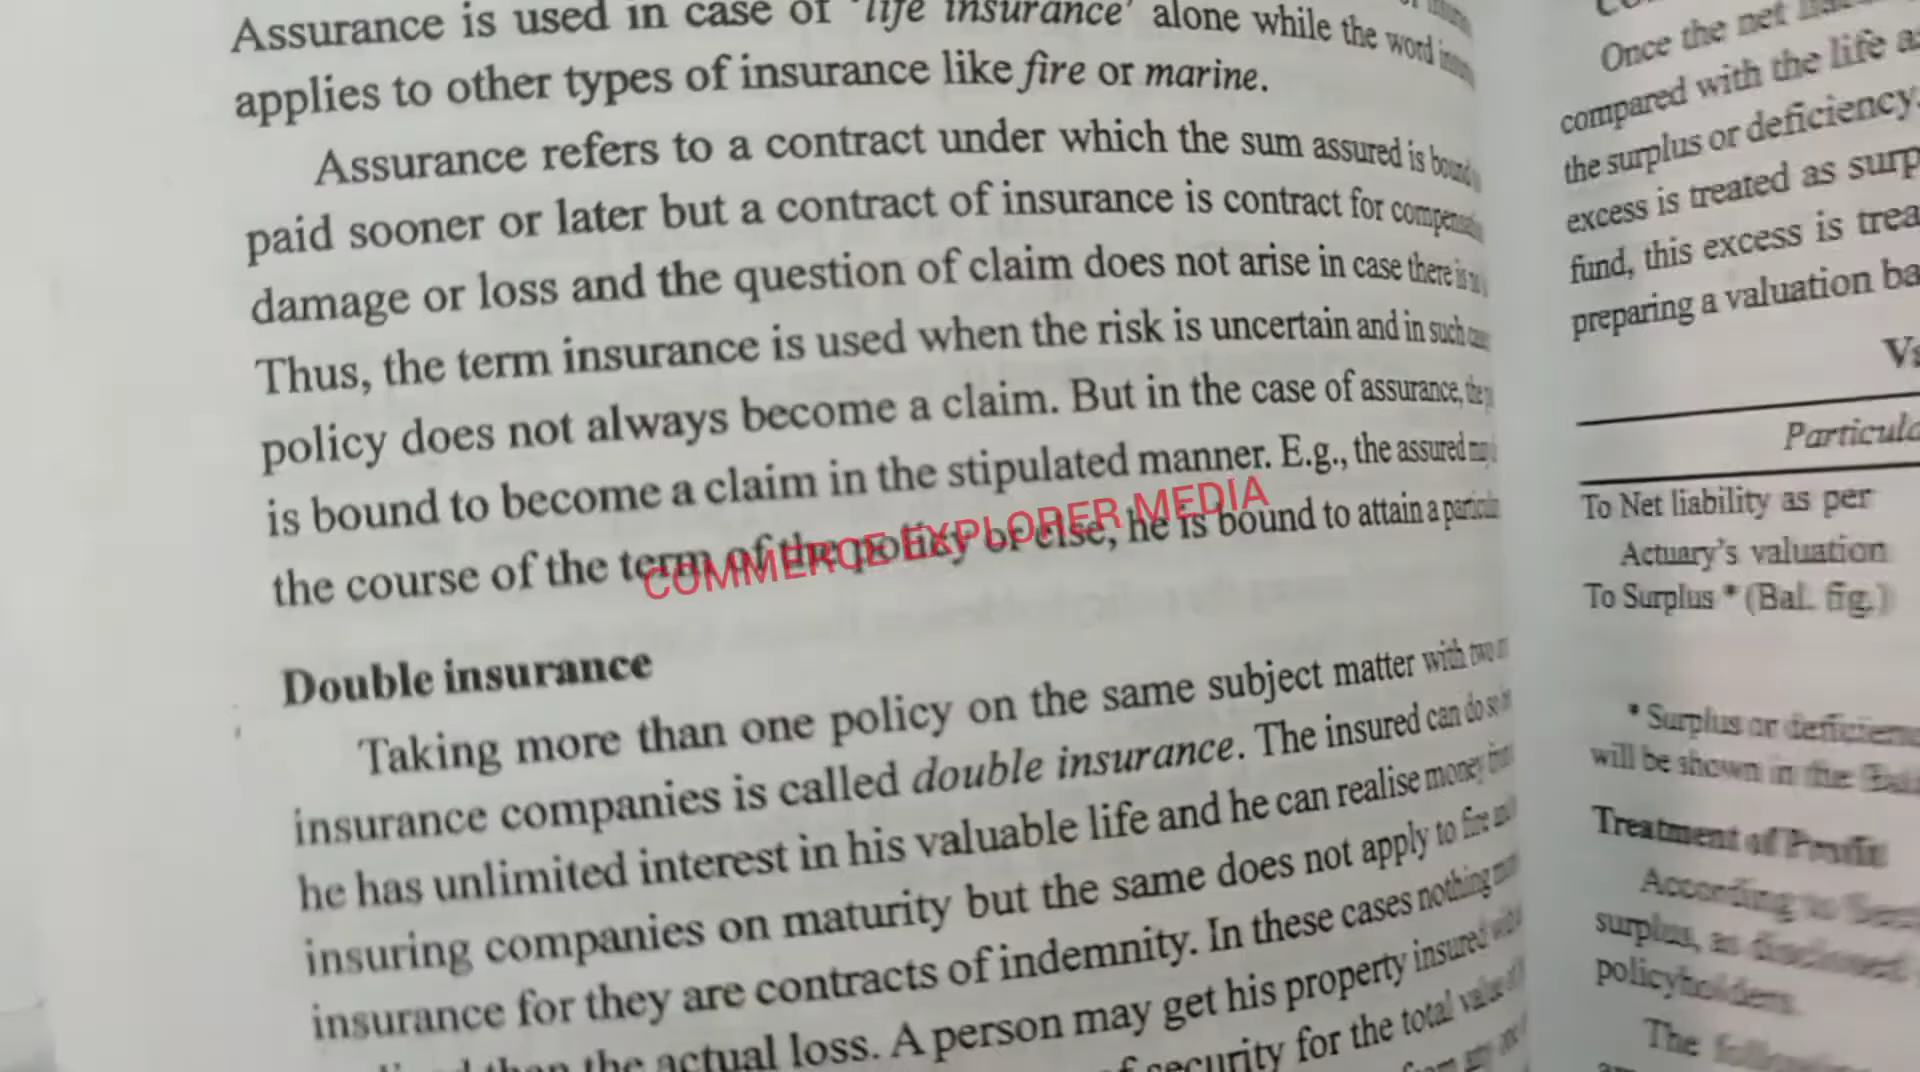 Assurance is used in case of 'life insurance' alone while the word
applies to other types of insurance like fire or marine.
Assurance refers to a contract under which the sum assured is bound
paid sooner or later but a contract of insurance is contract for
damage or loss and the question of claim does not arise in case there is
Thus, the term insurance is used when the risk is uncertain and in such
policy does not always become a claim. But in the case of assurance,
is bound to become a claim in the stipulated manner. E.g., the assured
the course of the term of the policy or else, he is bound to attain a
COMMERCE EXPLORER MEDIA
Double insurance
Taking more than one policy on the same subject matter with two
insurance companies is called double insurance. The insured can do so
he has unlimited interest in his valuable life and he can realise money
insuring companies on maturity but the same does not apply to fire
insurance for they are contracts of indemnity. In these cases nothing
than the actual loss. A person may get his property insured
security for the total value
Once the net
compared with the life
the surplus or deficiency.
excess is treated as
fund, this excess is
preparing a valuation
To Net liability as per
Actuary's valuation
To Surplus * (Bal. fig.)
* Surplus or
will be shown in the
Treatment of Profit
According to
surplus, as disclosed
policyholders.
The